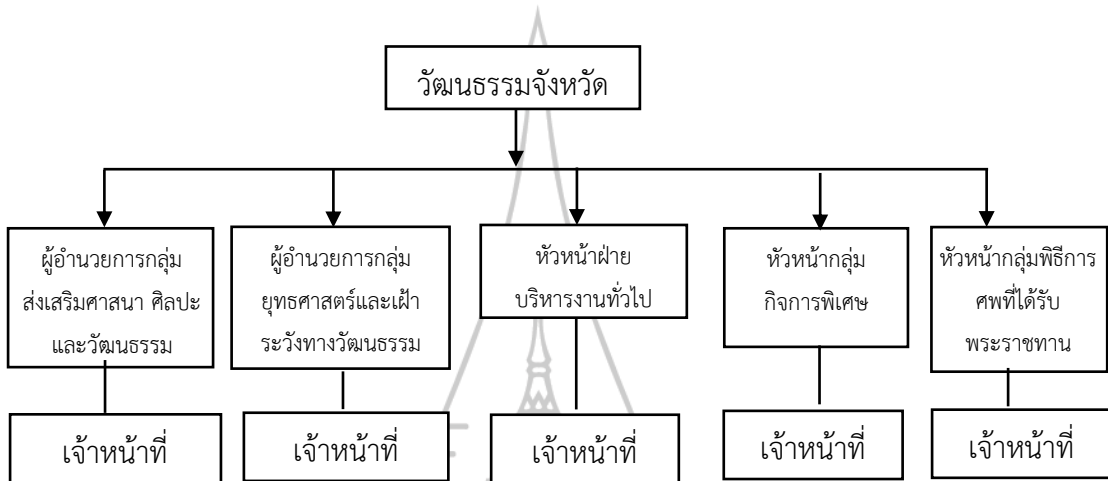 วัฒนธรรมจังหวัด
ผู้อำนวยการกลุ่ม
ส่งเสริมศาสนา ศิลปะ
และวัฒนธรรม
ผู้อำนวยการกลุ่ม
ยุทธศาสตร์และเฝ้า
ระวังทางวัฒนธรรม
หัวหน้าฝ่าย
บริหารงานทั่วไป
หัวหน้ากลุ่ม
กิจการพิเศษ
หัวหน้ากลุ่มพิธีการ
ศพที่ได้รับ
พระราชทาน
เจ้าหน้าที่
เจ้าหน้าที่
เจ้าหน้าที่
เจ้าหน้าที่
เจ้าหน้าที่